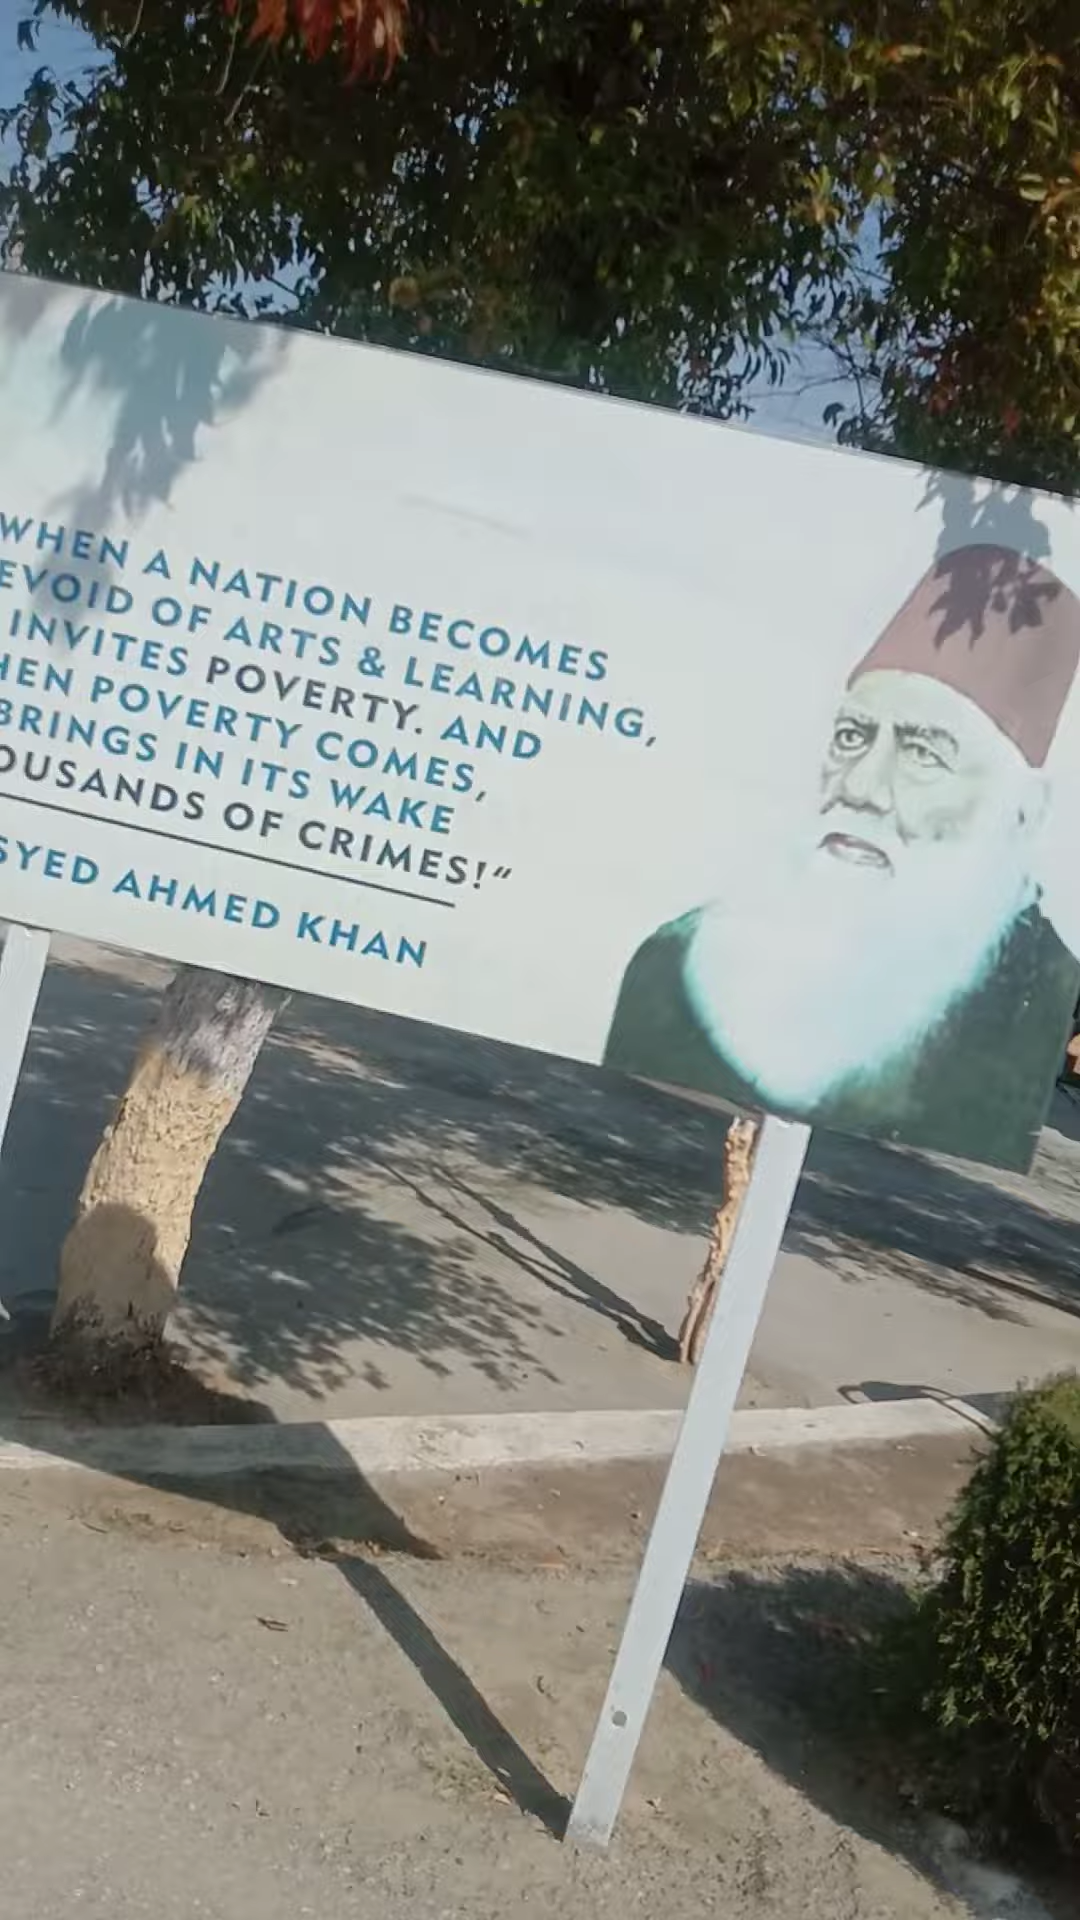 WHEN A NATION BECOMES
EVOID OF ARTS & LEARNING,
INVITES POVERTY. AND
HEN POVERTY COMES,
BRINGS IN ITS WAKE
OUSANDS OF CRIMES!“
SYED AHMED KHAN